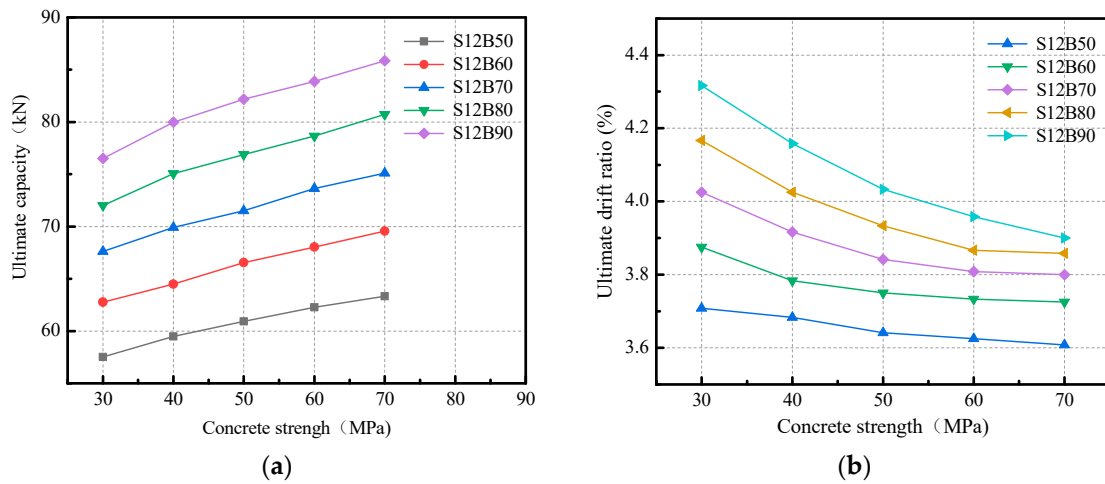 90
80
70
60
Ultimate capacity（kN）
S12B50
S12B60
S12B70
S12B80
S12B90
30 40 50 60 70 80 90
Concrete strengh（MPa）
(a)
4.4
4.2
4.0
3.8
3.6
Ultimate drift ratio (%)
S12B50
S12B60
S12B70
S12B80
S12B90
30 40 50 60 70
Concrete strength（MPa）
(b)